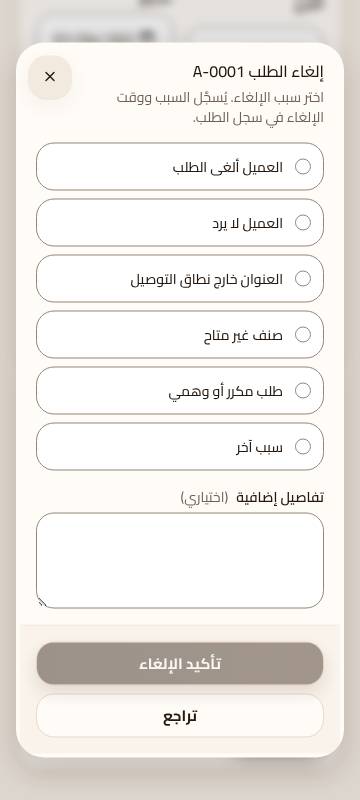 إلغاء الطلب A-0001
×
اختر سبب الإلغاء. يُسجَّل السبب ووقت
الإلغاء في سجل الطلب.
العميل ألغى الطلب
العميل لا يرد
العنوان خارج نطاق التوصيل
صنف غير متاح
طلب مكرر أو وهمي
سبب آخر
تفاصيل إضافية (اختياري)
تأكيد الإلغاء
تراجع